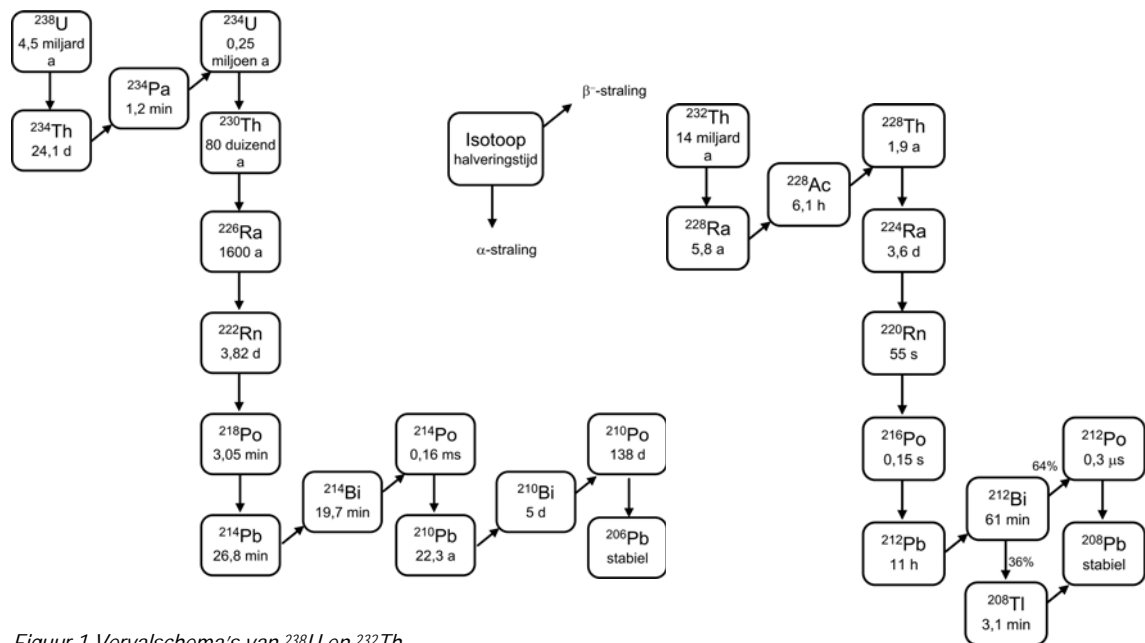 ²³⁸U
4,5 miljard
a
²³⁴Th
24,1 d
²³⁴Pa
1,2 min
²³⁴U
0,25
miljoen a
²³⁰Th
80 duizend
a
²²⁶Ra
1600 a
²²²Rn
3,82 d
²¹⁸Po
3,05 min
²¹⁴Pb
26,8 min
²¹⁴Bi
19,7 min
²¹⁴Po
0,16 ms
²¹⁰Pb
22,3 a
²¹⁰Bi
5 d
²¹⁰Po
138 d
²⁰⁶Pb
stabiel
β⁻-straling
Isotoop
halveringstijd
α-straling
²³²Th
14 miljard
a
²²⁸Ra
5,8 a
²²⁸Ac
6,1 h
²²⁸Th
1,9 a
²²⁴Ra
3,6 d
²²⁰Rn
55 s
²¹⁶Po
0,15 s
²¹²Pb
11 h
²¹²Bi
61 min
64%
²¹²Po
0,3 µs
36%
²⁰⁸Tl
3,1 min
²⁰⁸Pb
stabiel
Figuur 1 Vervalschema's van ²³⁸U en ²³²Th